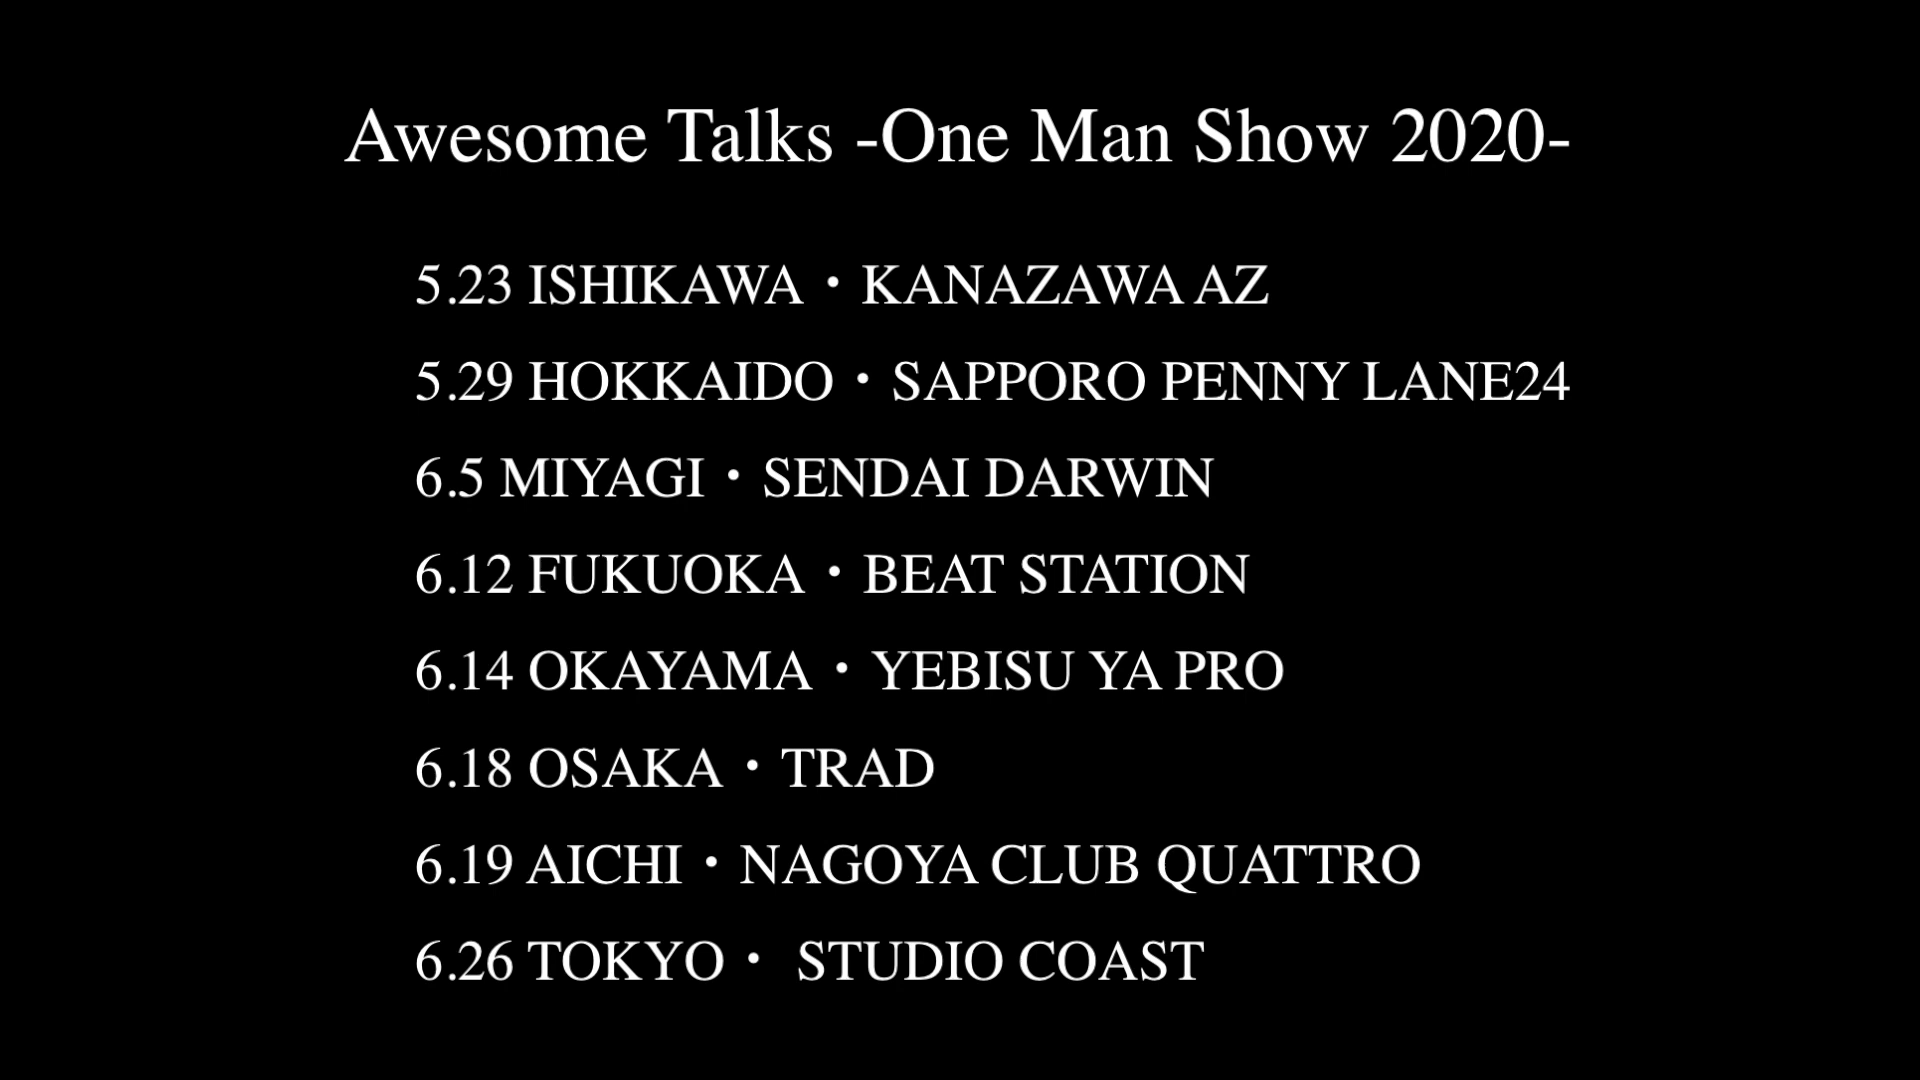 Awesome Talks -One Man Show 2020-
5.23 ISHIKAWA・KANAZAWA AZ
5.29 HOKKAIDO・SAPPORO PENNY LANE24
6.5 MIYAGI・SENDAI DARWIN
6.12 FUKUOKA・BEAT STATION
6.14 OKAYAMA・YEBISU YA PRO
6.18 OSAKA・TRAD
6.19 AICHI・NAGOYA CLUB QUATTRO
6.26 TOKYO・ STUDIO COAST